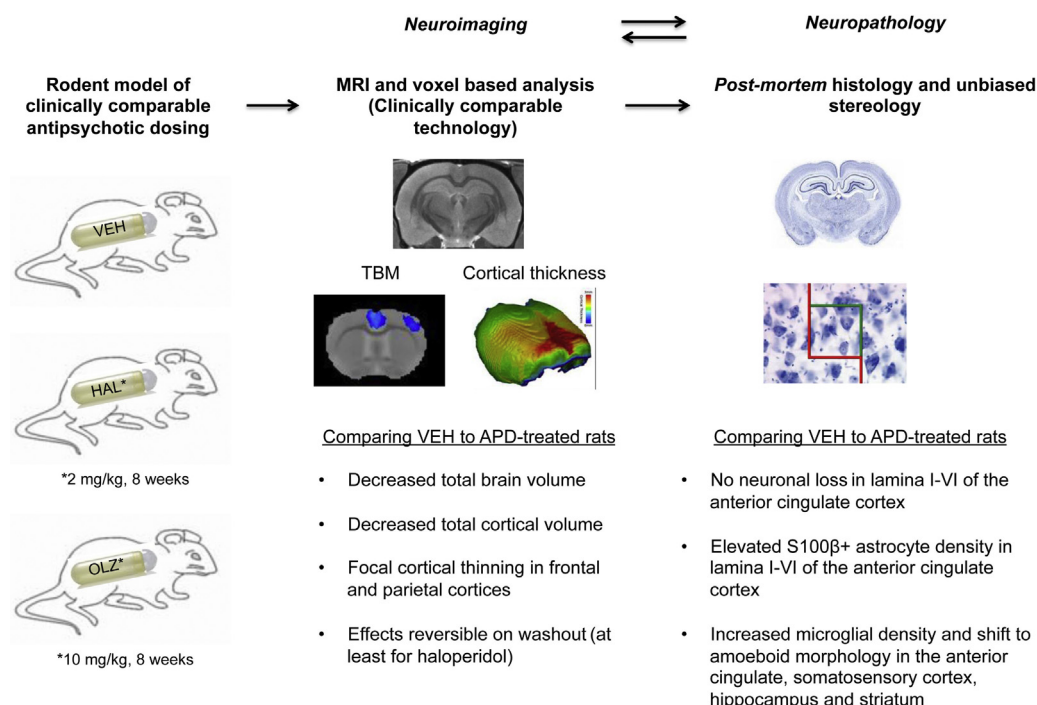 Neuroimaging
Neuropathology
Rodent model of
clinically comparable
antipsychotic dosing
VEH
HAL*
*2 mg/kg, 8 weeks
OLZ*
*10 mg/kg, 8 weeks
MRI and voxel based analysis
(Clinically comparable
technology)
TBM
Cortical thickness
Comparing VEH to APD-treated rats
• Decreased total brain volume
• Decreased total cortical volume
• Focal cortical thinning in frontal
and parietal cortices
• Effects reversible on washout (at
least for haloperidol)
Post-mortem histology and unbiased
stereology
Comparing VEH to APD-treated rats
• No neuronal loss in lamina I-VI of the
anterior cingulate cortex
• Elevated S100β+ astrocyte density in
lamina I-VI of the anterior cingulate
cortex
• Increased microglial density and shift to
amoeboid morphology in the anterior
cingulate, somatosensory cortex,
hippocampus and striatum